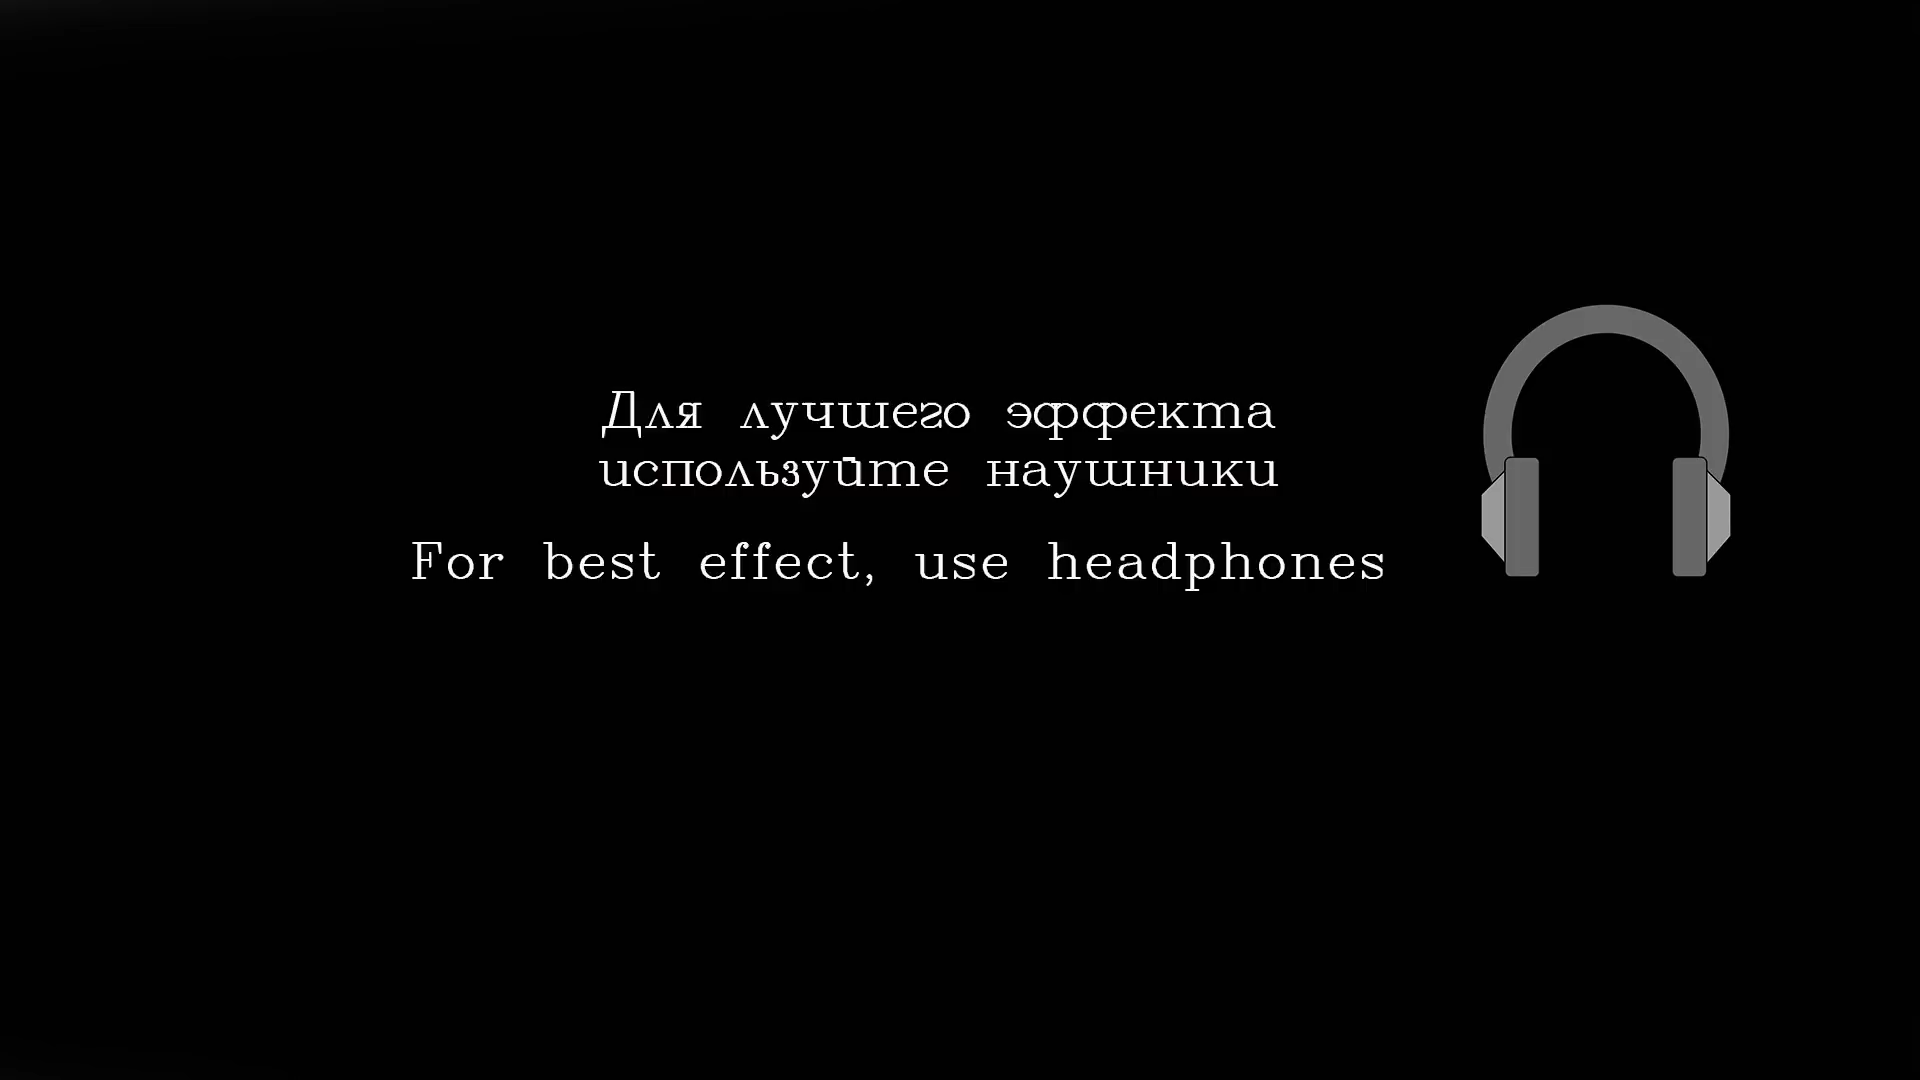 Для лучшего эффекта
используйте наушники
For best effect, use headphones